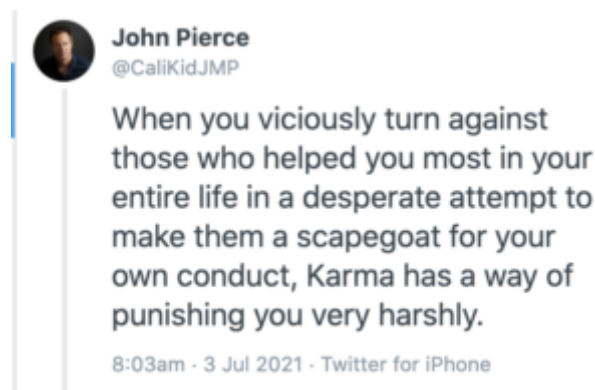 John Pierce
@CaliKidJMP
When you viciously turn against
those who helped you most in your
entire life in a desperate attempt to
make them a scapegoat for your
own conduct, Karma has a way of
punishing you very harshly.
8:03am · 3 Jul 2021 · Twitter for iPhone